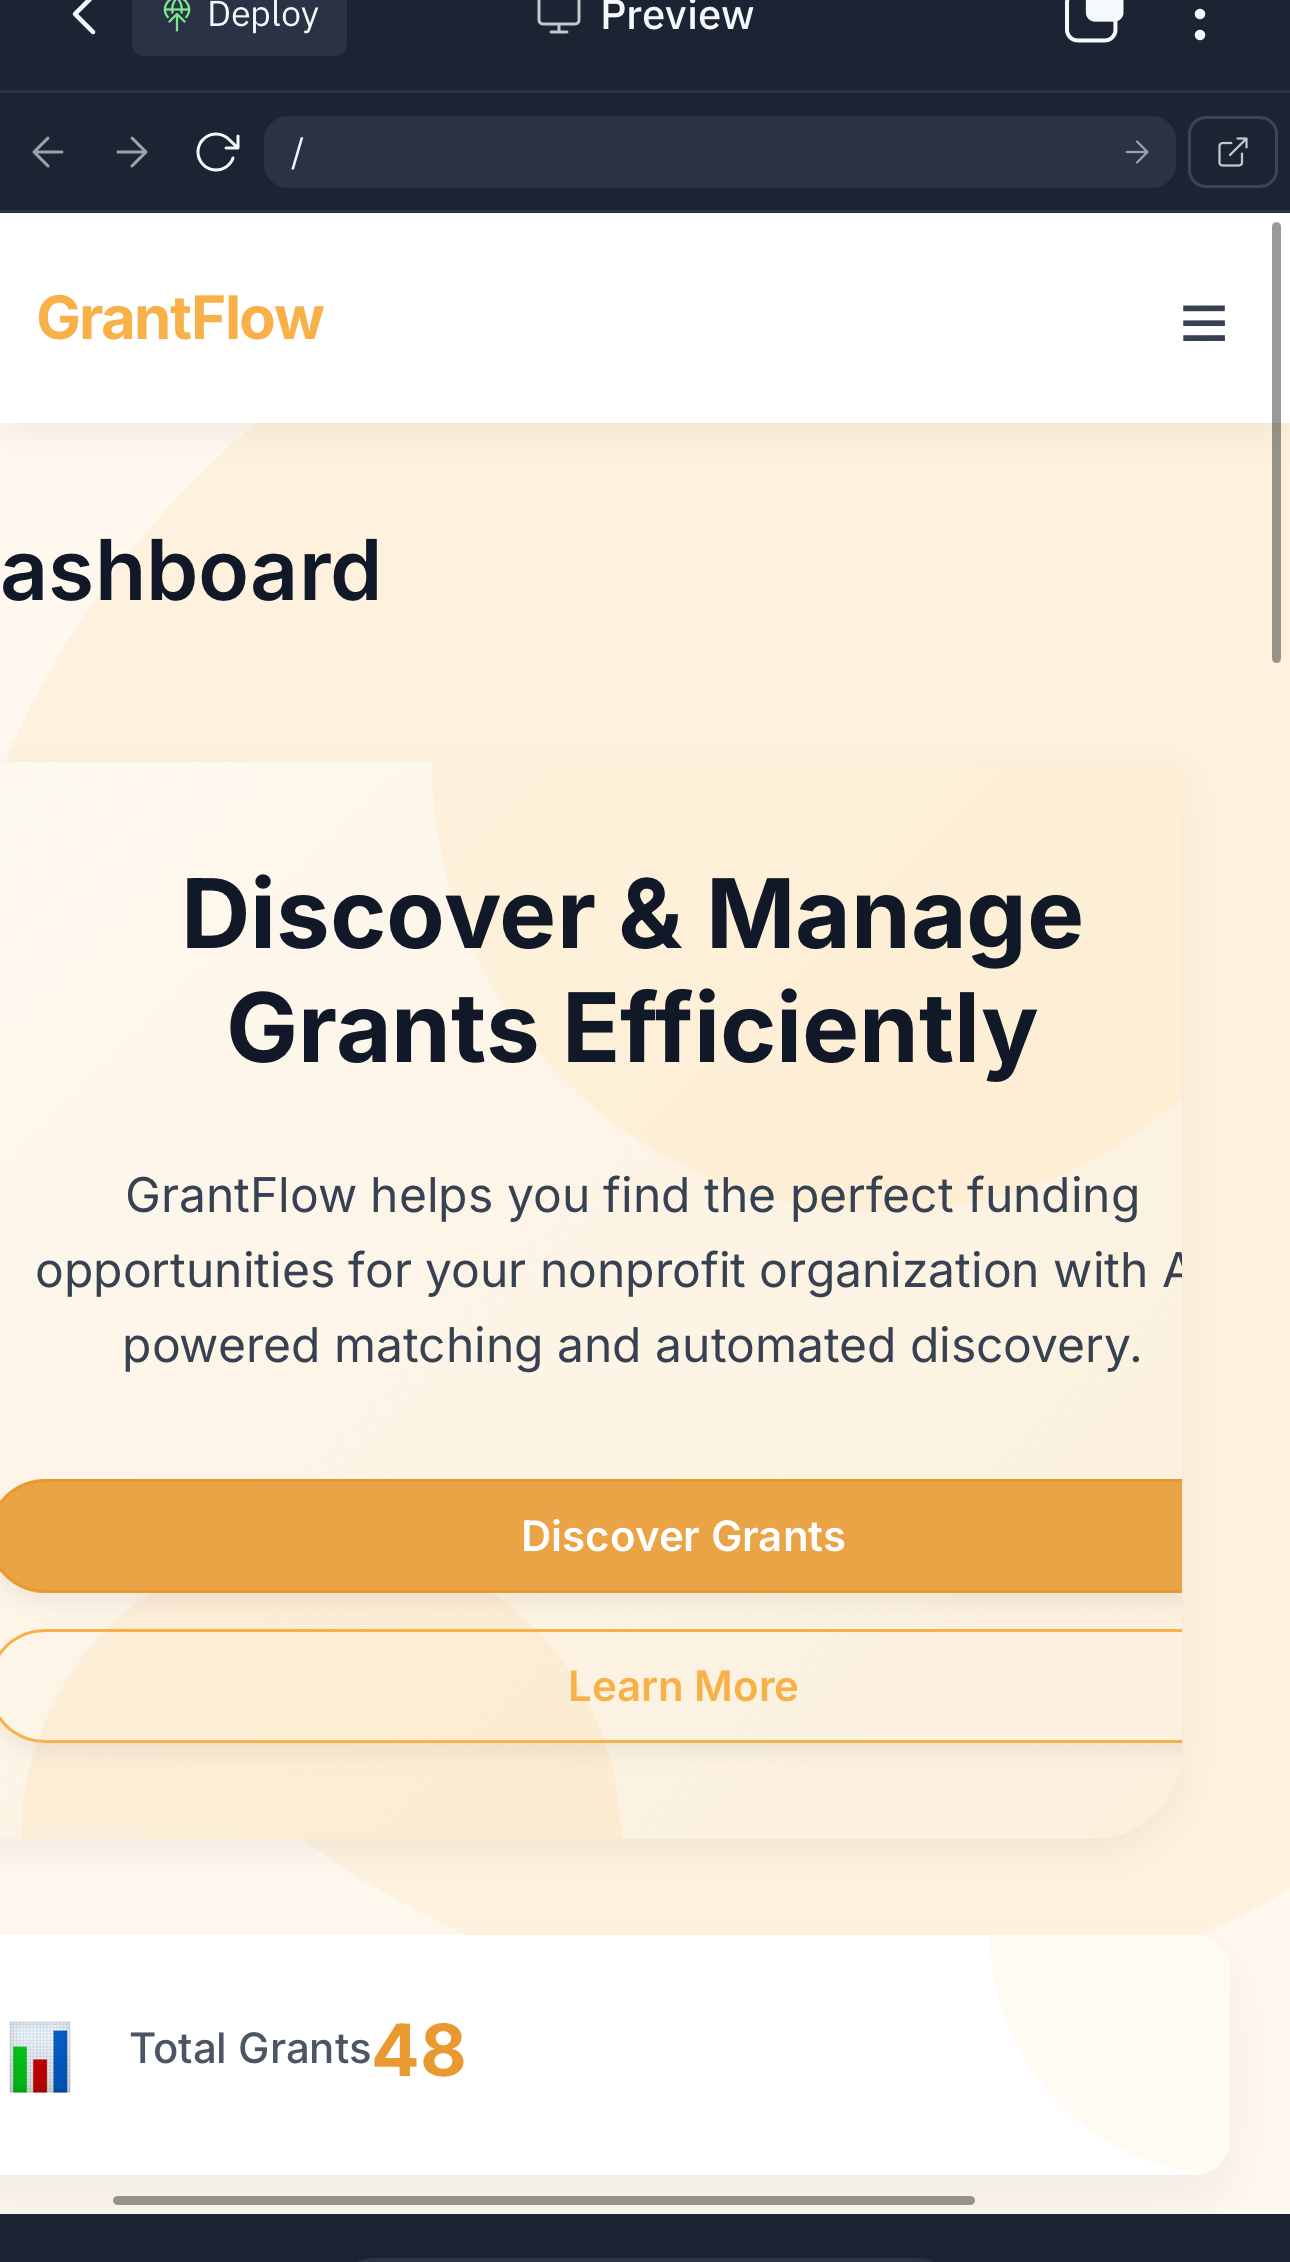 Deploy
Preview
/
GrantFlow
ashboard
Discover & Manage
Grants Efficiently
GrantFlow helps you find the perfect funding
opportunities for your nonprofit organization with A
powered matching and automated discovery.
Discover Grants
Learn More
Total Grants 48